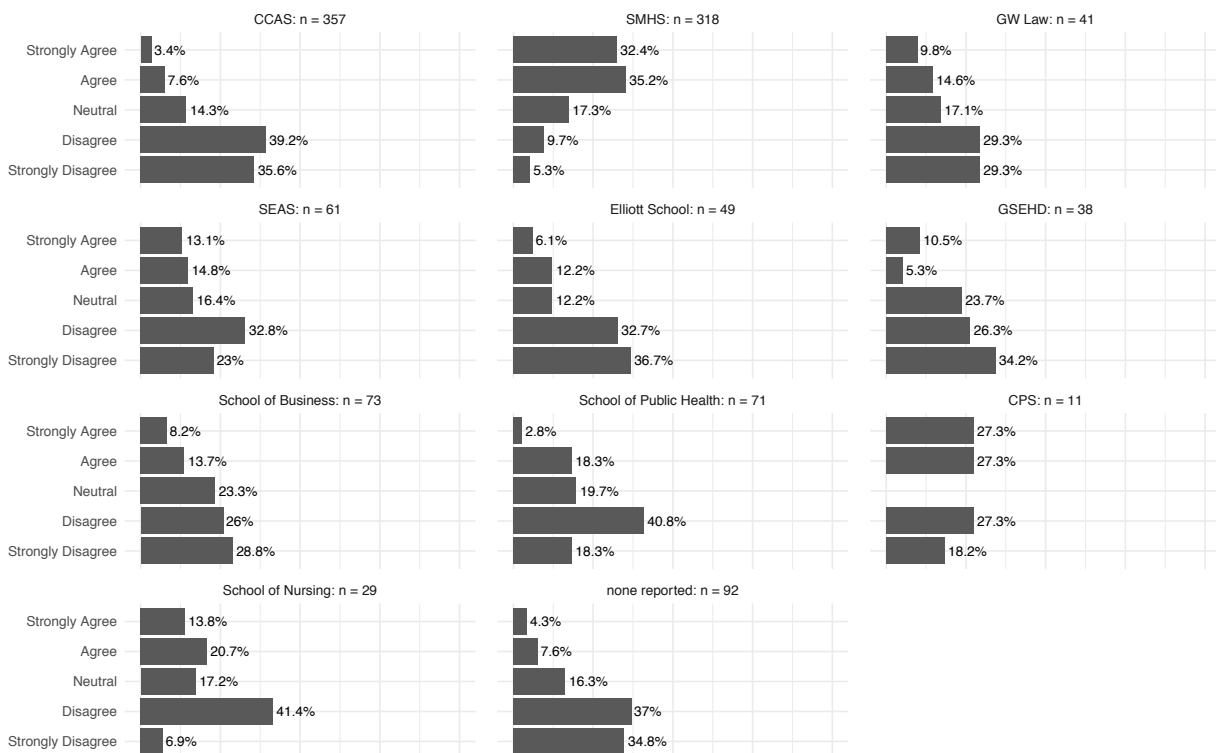 CCAS: n = 357
Strongly Agree 3.4%
Agree 7.6%
Neutral 14.3%
Disagree 39.2%
Strongly Disagree 35.6%
SMHS: n = 318
32.4%
35.2%
17.3%
9.7%
5.3%
GW Law: n = 41
9.8%
14.6%
17.1%
29.3%
29.3%
SEAS: n = 61
Strongly Agree 13.1%
Agree 14.8%
Neutral 16.4%
Disagree 32.8%
Strongly Disagree 23%
Elliott School: n = 49
6.1%
12.2%
12.2%
32.7%
36.7%
GSEHD: n = 38
10.5%
5.3%
23.7%
26.3%
34.2%
School of Business: n = 73
Strongly Agree 8.2%
Agree 13.7%
Neutral 23.3%
Disagree 26%
Strongly Disagree 28.8%
School of Public Health: n = 71
2.8%
18.3%
19.7%
40.8%
18.3%
CPS: n = 11
27.3%
27.3%
27.3%
18.2%
School of Nursing: n = 29
Strongly Agree 13.8%
Agree 20.7%
Neutral 17.2%
Disagree 41.4%
Strongly Disagree 6.9%
none reported: n = 92
4.3%
7.6%
16.3%
37%
34.8%